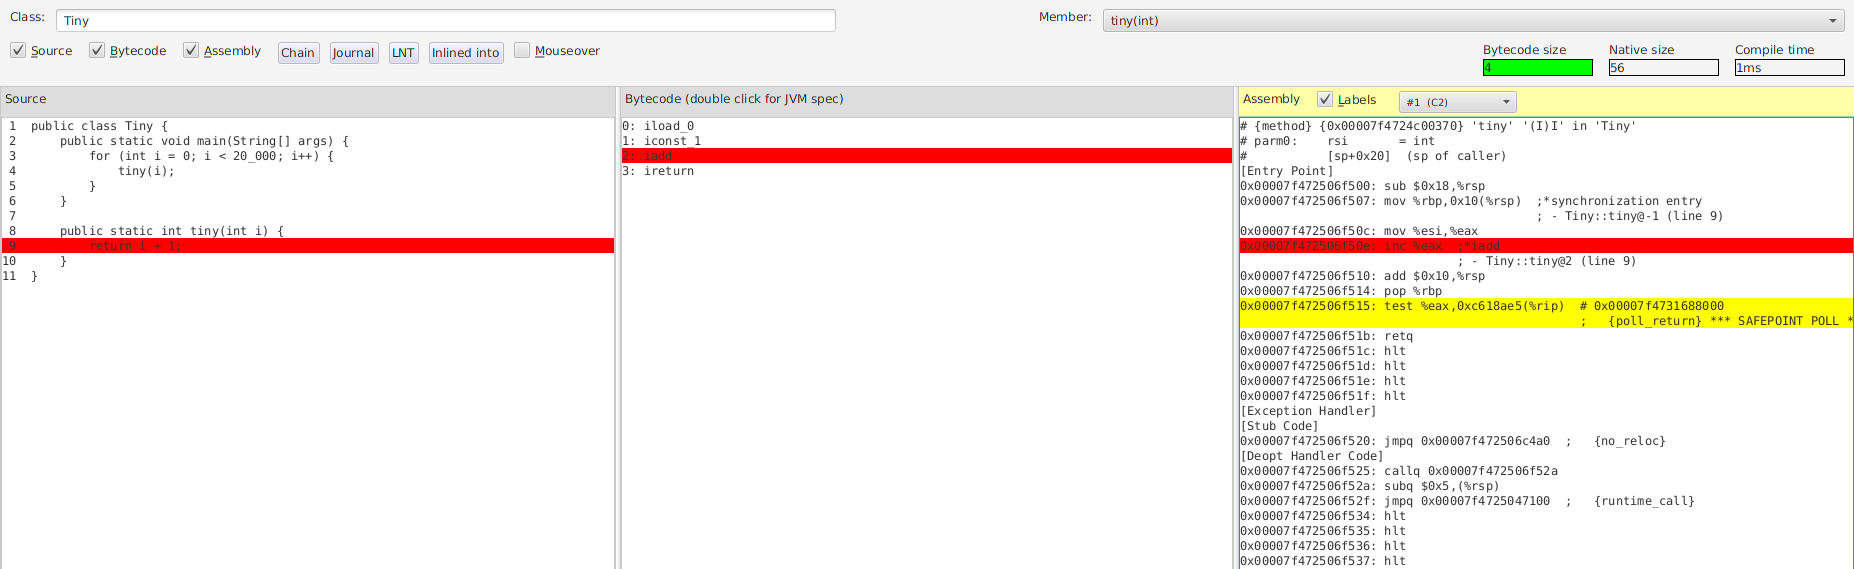 Class: Tiny Member: tiny(int)
Source Bytecode Assembly Chain Journal LNT Inlined into Mouseover
Bytecode size Native size Compile time
4 56 1ms
Source
1 public class Tiny {
2     public static void main(String[] args) {
3         for (int i = 0; i < 20_000; i++) {
4             tiny(i);
5         }
6     }
7
8     public static int tiny(int i) {
9         return i + 1;
10     }
11 }
Bytecode (double click for JVM spec)
0: iload_0
1: iconst_1
2: iadd
3: ireturn
Assembly Labels #1 (C2)
# {method} {0x00007f4724c00370} 'tiny' '(I)I' in 'Tiny'
# parm0:    rsi       = int
#           [sp+0x20]  (sp of caller)
[Entry Point]
0x00007f472506f500: sub $0x18,%rsp
0x00007f472506f507: mov %rbp,0x10(%rsp)  ;*synchronization entry
; - Tiny::tiny@-1 (line 9)
0x00007f472506f50c: mov %esi,%eax
0x00007f472506f50e: inc %eax  ;*iadd
; - Tiny::tiny@2 (line 9)
0x00007f472506f510: add $0x10,%rsp
0x00007f472506f514: pop %rbp
0x00007f472506f515: test %eax,0xc618ae5(%rip)  # 0x00007f4731688000
;   {poll_return} *** SAFEPOINT POLL *
0x00007f472506f51b: retq
0x00007f472506f51c: hlt
0x00007f472506f51d: hlt
0x00007f472506f51e: hlt
0x00007f472506f51f: hlt
[Exception Handler]
[Stub Code]
0x00007f472506f520: jmpq 0x00007f472506c4a0  ;   {no_reloc}
[Deopt Handler Code]
0x00007f472506f525: callq 0x00007f472506f52a
0x00007f472506f52a: subq $0x5,(%rsp)
0x00007f472506f52f: jmpq 0x00007f4725047100  ;   {runtime_call}
0x00007f472506f534: hlt
0x00007f472506f535: hlt
0x00007f472506f536: hlt
0x00007f472506f537: hlt